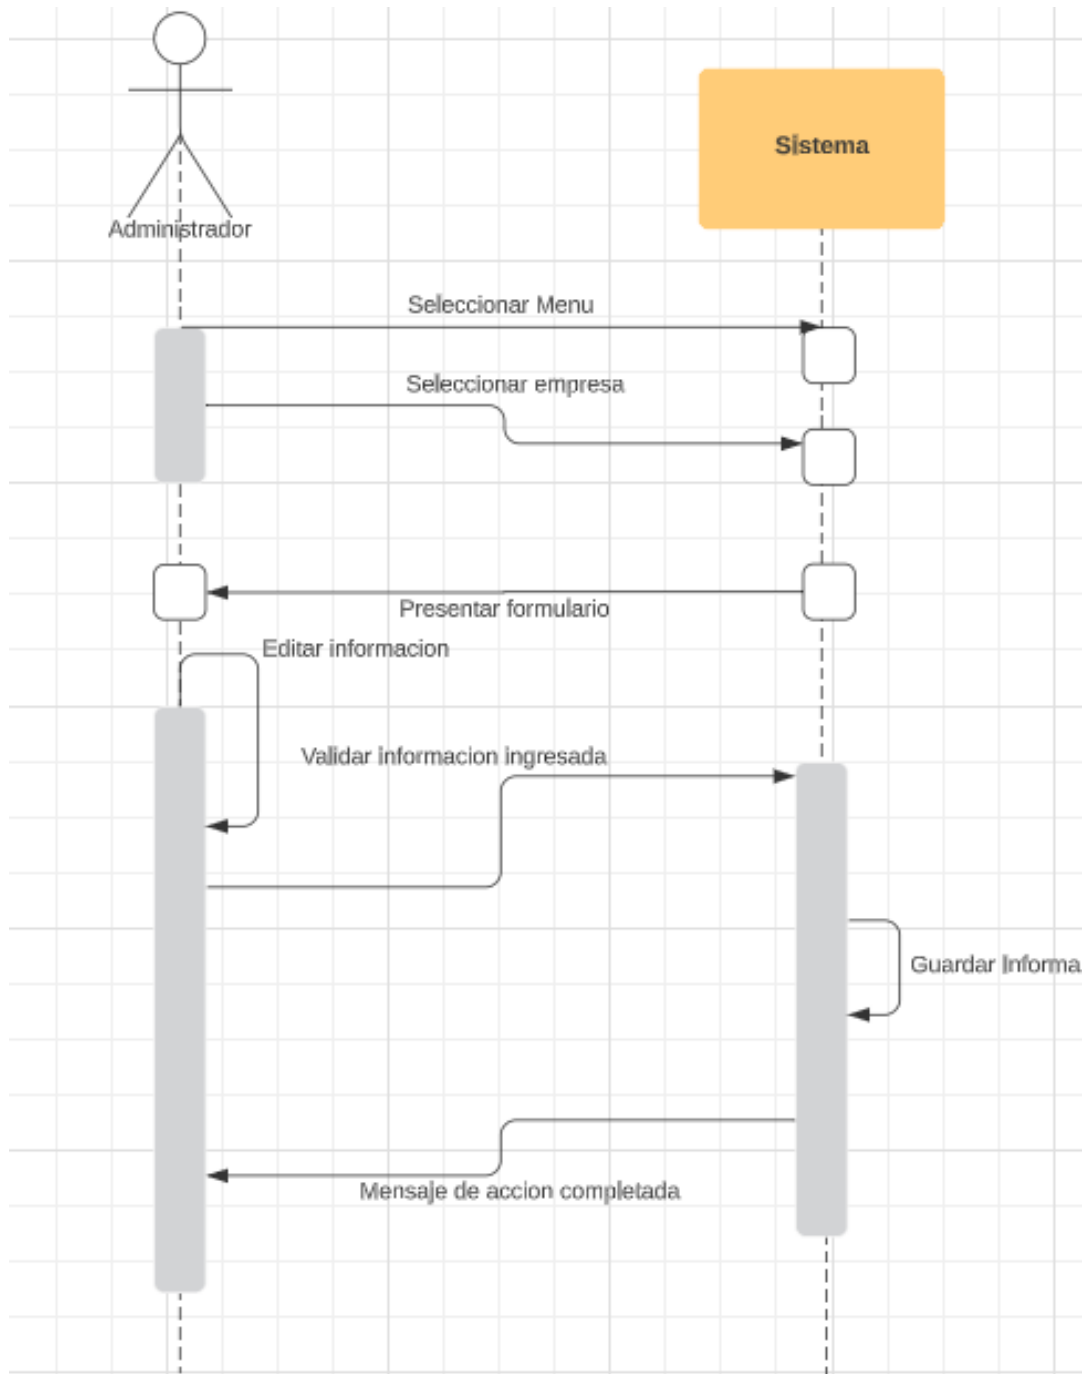 Sistema
Administrador
Seleccionar Menu
Seleccionar empresa
Presentar formulario
Editar informacion
Validar informacion ingresada
Guardar Informa
Mensaje de accion completada